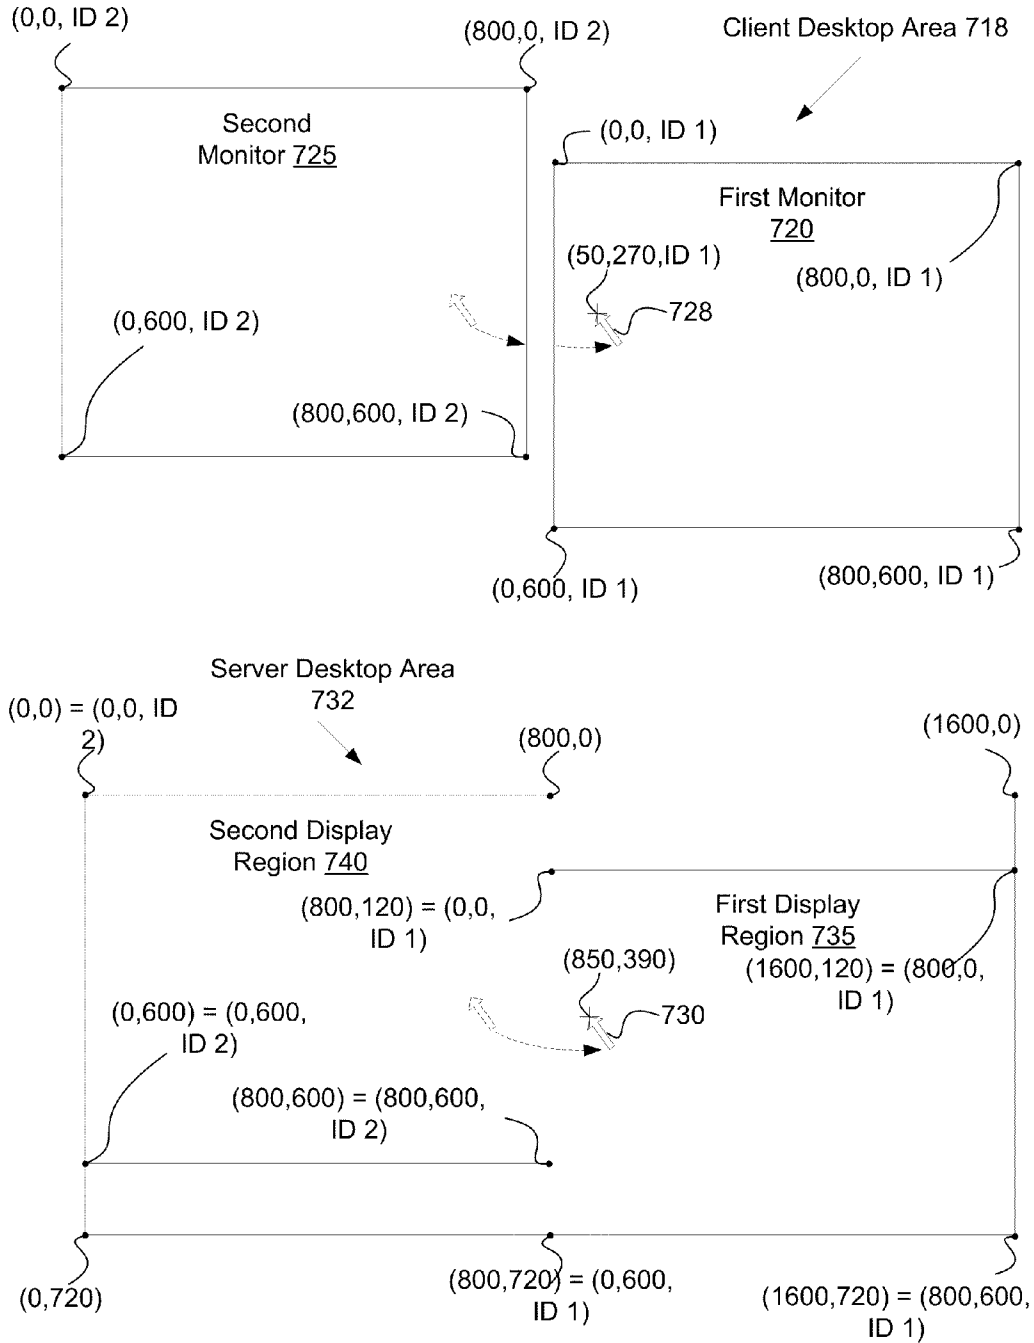 (0,0, ID 2)
(800,0, ID 2)
Client Desktop Area 718
Second
Monitor 725
(0,0, ID 1)
First Monitor
720
(50,270,ID 1)
(800,0, ID 1)
728
(0,600, ID 2)
(800,600, ID 2)
(0,600, ID 1)
(800,600, ID 1)
Server Desktop Area
732
(0,0) = (0,0, ID
2)
(800,0)
(1600,0)
Second Display
Region 740
(800,120) = (0,0,
ID 1)
First Display
Region 735
(850,390)
(1600,120) = (800,0,
ID 1)
730
(0,600) = (0,600,
ID 2)
(800,600) = (800,600,
ID 2)
(0,720)
(800,720) = (0,600,
ID 1)
(1600,720) = (800,600,
ID 1)